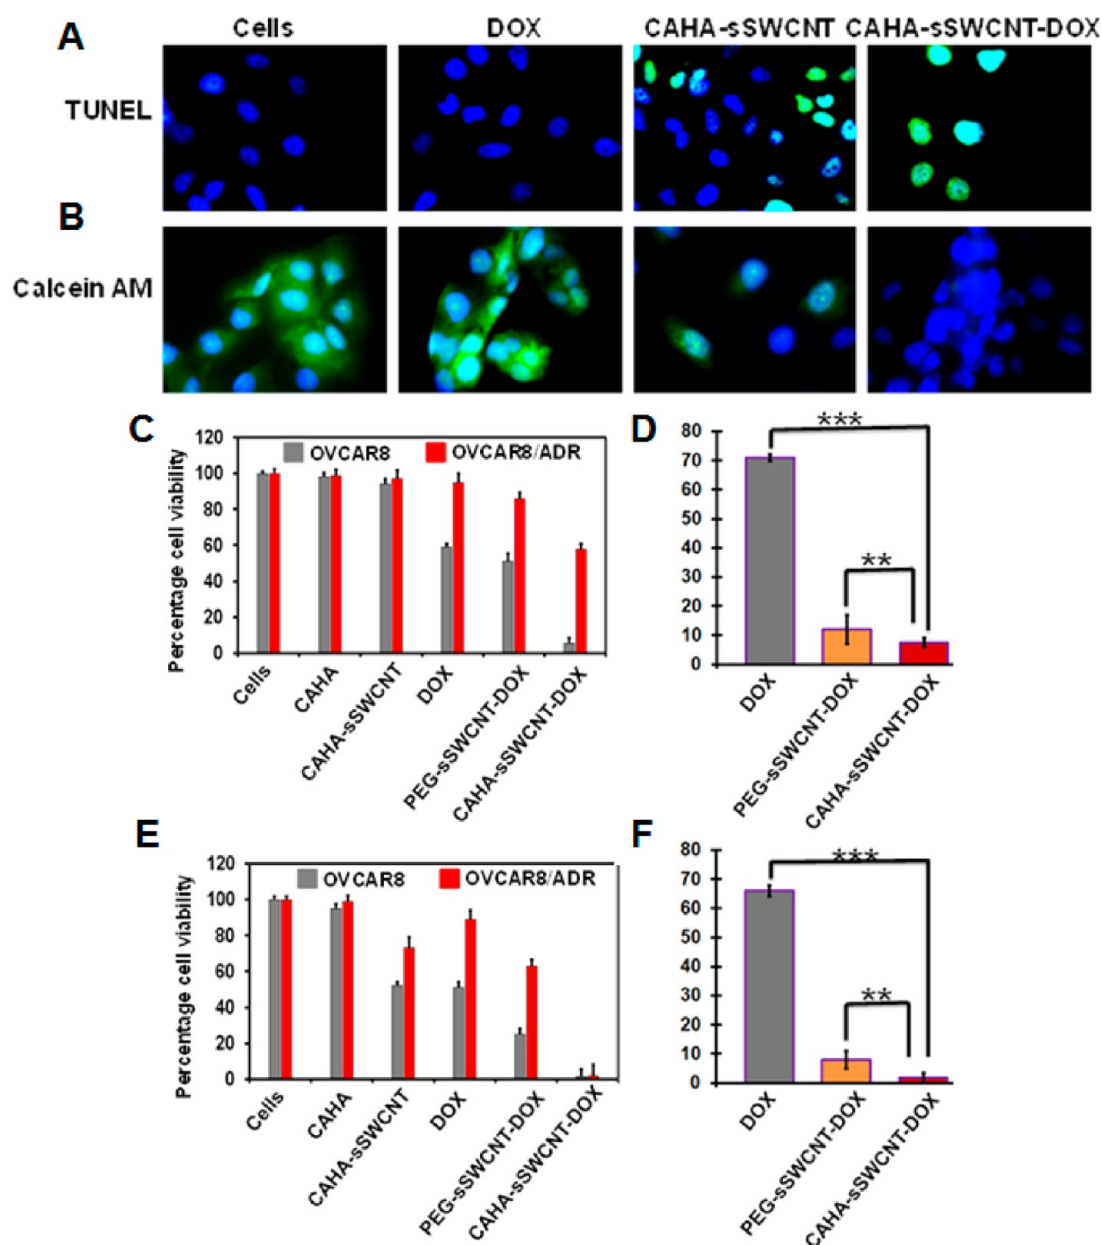 A
Cells
DOX
CAHA-sSWCNT
CAHA-sSWCNT-DOX
TUNEL
B
Calcein AM
C
120
100
80
60
40
20
0
Percentage cell viability
OVCAR8
OVCAR8/ADR
Cells
CAHA
CAHA-sSWCNT
DOX
PEG-sSWCNT-DOX
CAHA-sSWCNT-DOX
D
80
70
60
50
40
30
20
10
0
***
**
DOX
PEG-sSWCNT-DOX
CAHA-sSWCNT-DOX
E
120
100
80
60
40
20
0
Percentage cell viability
OVCAR8
OVCAR8/ADR
Cells
CAHA
CAHA-sSWCNT
DOX
PEG-sSWCNT-DOX
CAHA-sSWCNT-DOX
F
80
70
60
50
40
30
20
10
0
***
**
DOX
PEG-sSWCNT-DOX
CAHA-sSWCNT-DOX